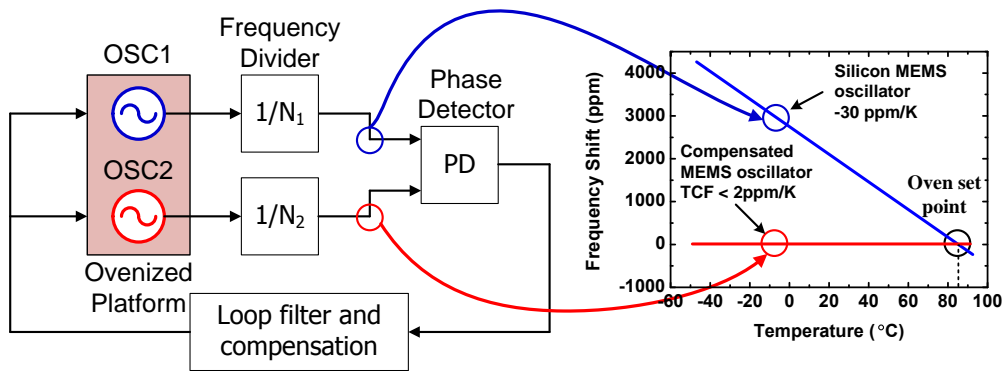 OSC1
OSC2
Ovenized
Platform
Frequency
Divider
1/N₁
1/N₂
Phase
Detector
PD
Loop filter and
compensation
Frequency Shift (ppm)
4000
3000
2000
1000
0
-1000
-60 -40 -20 0 20 40 60 80 100
Temperature (°C)
Silicon MEMS
oscillator
-30 ppm/K
Compensated
MEMS oscillator
TCF < 2ppm/K
Oven set
point